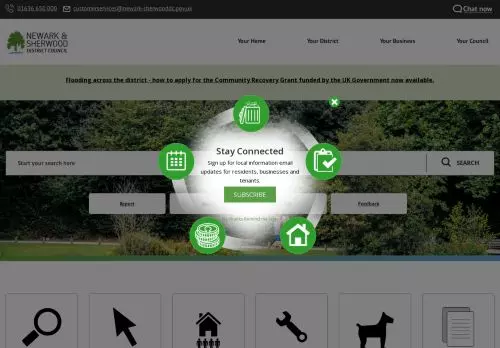 01636 650 000
customerservices@newark-sherwooddc.gov.uk
Chat now
NEWARK &
SHERWOOD
DISTRICT COUNCIL
Your Home
Your District
Your Business
Your Council
Flooding across the district - how to apply for the Community Recovery Grant funded by the UK Government now available.
Stay Connected
Sign up for local information email
updates for residents, businesses and
tenants.
SUBSCRIBE
Start your search here
SEARCH
Report
Feedback